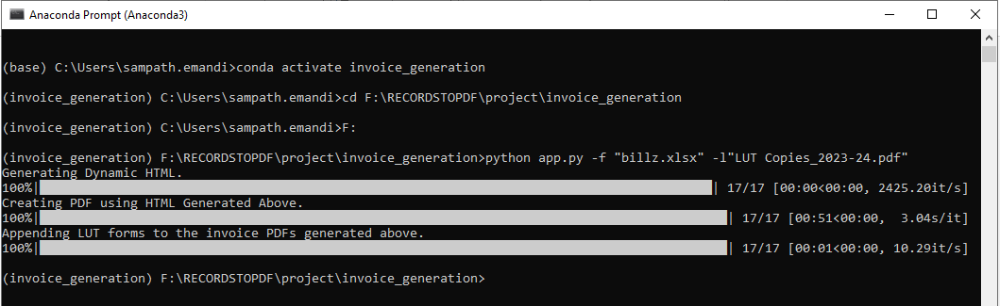 Anaconda Prompt (Anaconda3)
(base) C:\Users\sampath.emandi>conda activate invoice_generation
(invoice_generation) C:\Users\sampath.emandi>cd F:\RECORDSTOPDF\project\invoice_generation
(invoice_generation) C:\Users\sampath.emandi>F:
(invoice_generation) F:\RECORDSTOPDF\project\invoice_generation>python app.py -f "billz.xlsx" -l"LUT Copies_2023-24.pdf"
Generating Dynamic HTML.
100%| | 17/17 [00:00<00:00, 2425.20it/s]
Creating PDF using HTML Generated Above.
100%| | 17/17 [00:51<00:00,  3.04s/it]
Appending LUT forms to the invoice PDFs generated above.
100%| | 17/17 [00:01<00:00, 10.29it/s]
(invoice_generation) F:\RECORDSTOPDF\project\invoice_generation>